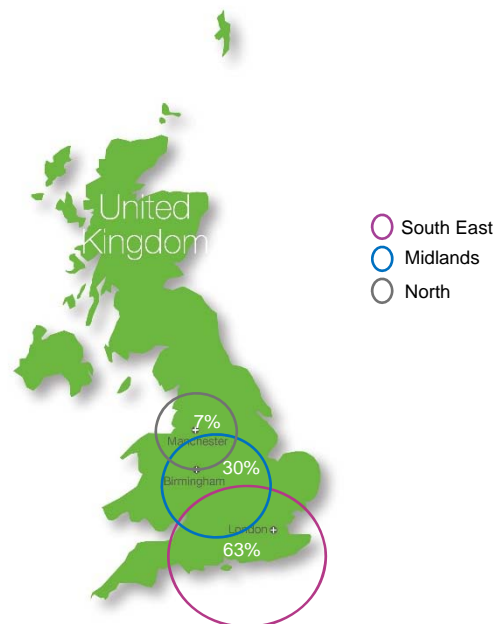 United
Kingdom
South East
Midlands
North
7%
Manchester
30%
Birmingham
London
63%